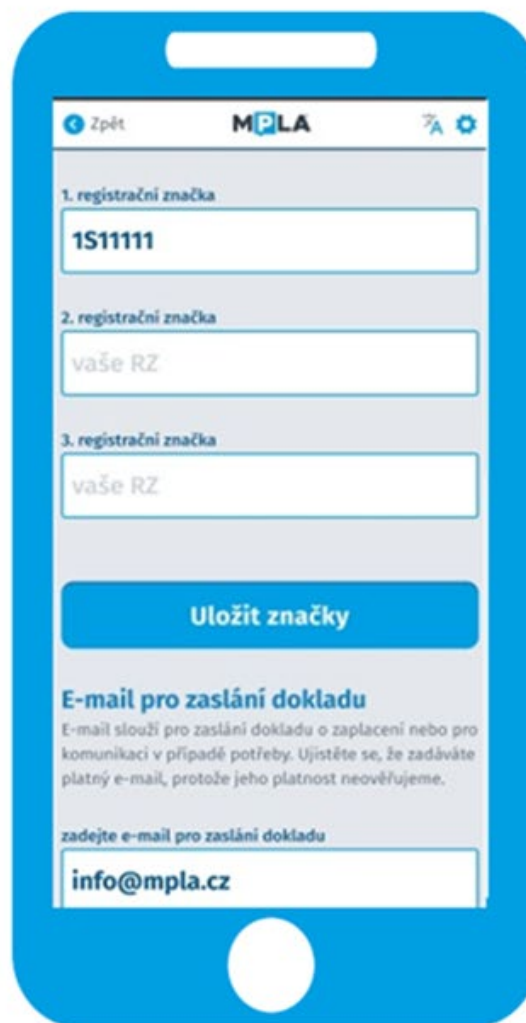 Zpět MPLA
1. registrační značka
1S11111
2. registrační značka
vaše RZ
3. registrační značka
vaše RZ
Uložit značky
E-mail pro zaslání dokladu
E-mail slouží pro zaslání dokladu o zaplacení nebo pro
komunikaci v případě potřeby. Ujistěte se, že zadáváte
platný e-mail, protože jeho platnost neověřujeme.
zadejte e-mail pro zaslání dokladu
info@mpla.cz